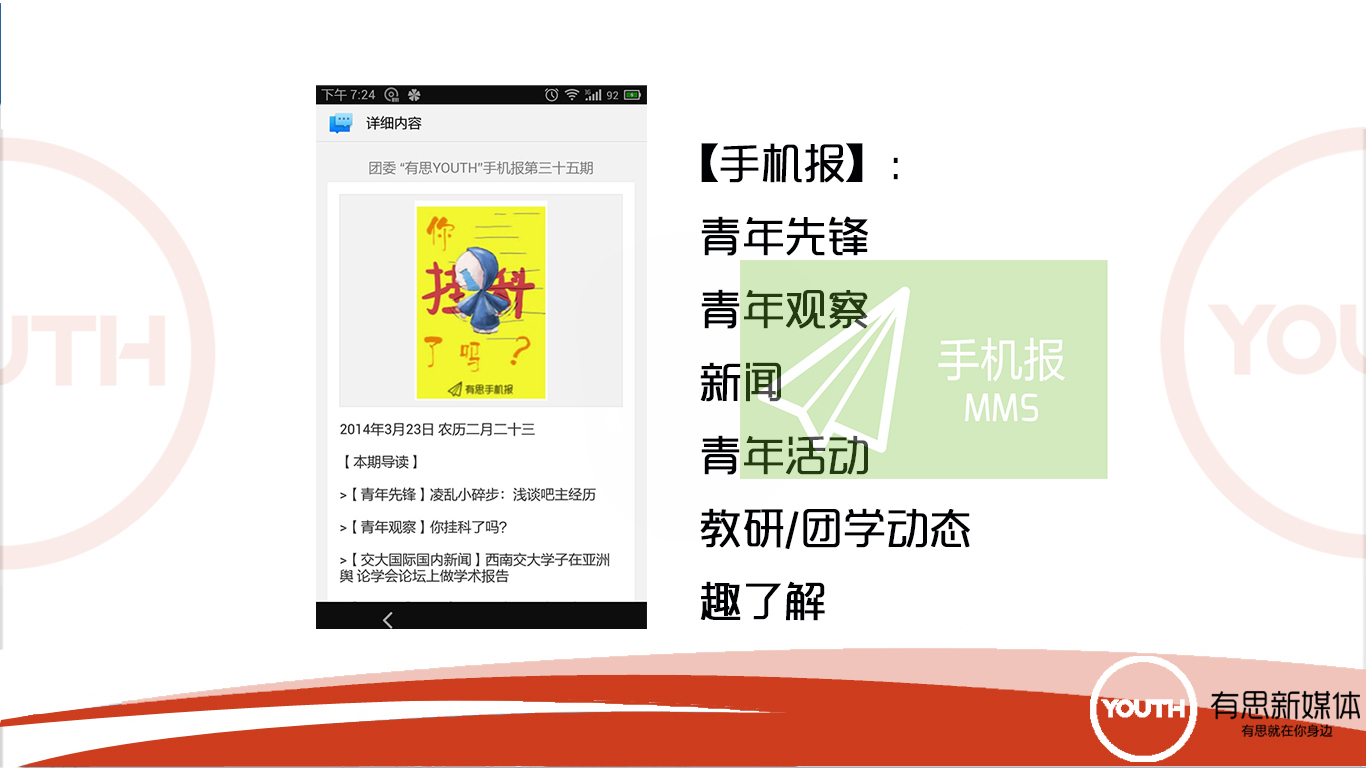 下午 7:24
92
详细内容
团委 “有思YOUTH”手机报第三十五期
你
挂科
了吗?
有思手机报
2014年3月23日 农历二月二十三
【本期导读】
>【青年先锋】凌乱小碎步：浅谈吧主经历
>【青年观察】你挂科了吗?
>【交大国际国内新闻】西南交大学子在亚洲
舆 论学会论坛上做学术报告
【手机报】:
青年先锋
青年观察
新闻
青年活动
教研/团学动态
趣了解
手机报
MMS
UTH
YOU
YOUTH
有思新媒体
有思就在你身边